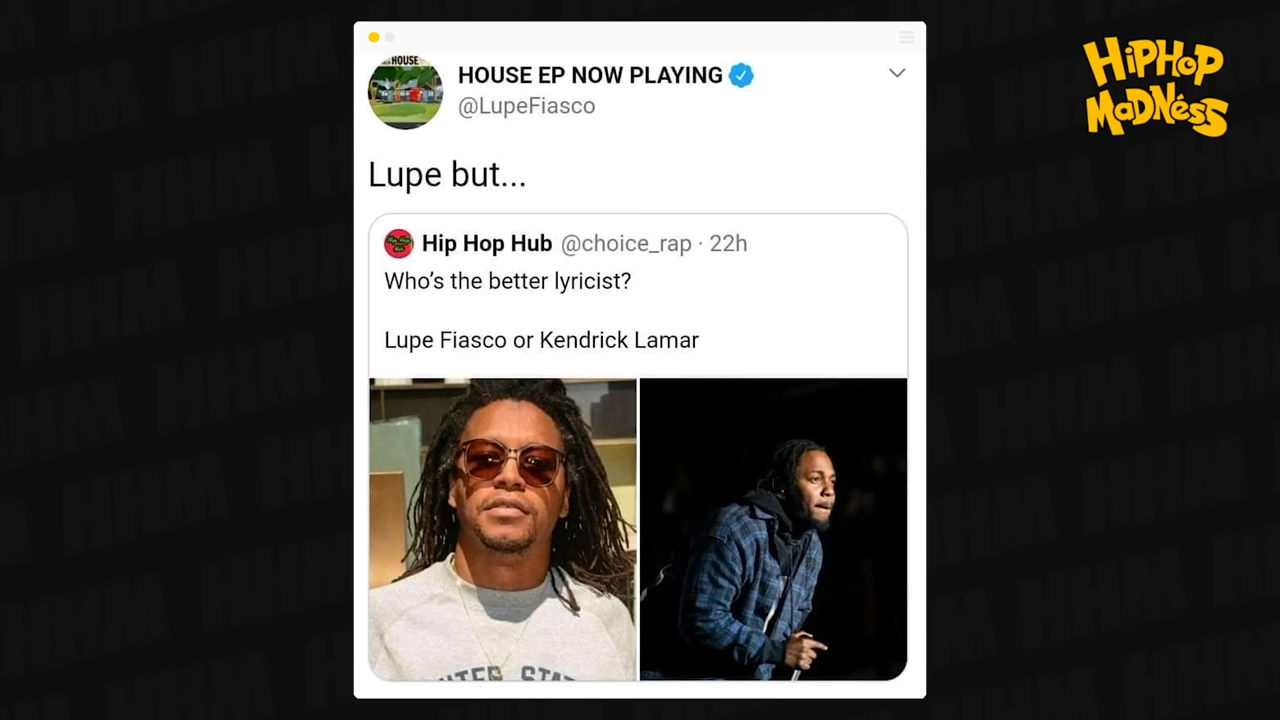 HIPHOP
MADNESS
HOUSE
HOUSE EP NOW PLAYING
@LupeFiasco
Lupe but...
Hip Hop Hub @choice_rap · 22h
Who’s the better lyricist?
Lupe Fiasco or Kendrick Lamar